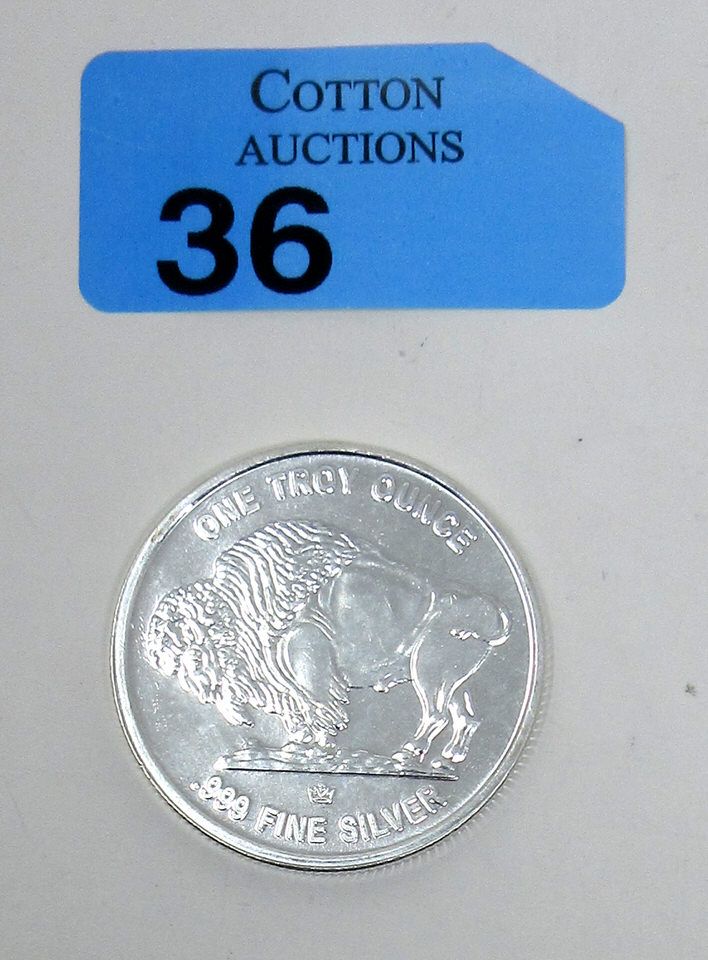 COTTON
AUCTIONS
36
ONE TROY OUNCE
.999 FINE SILVER